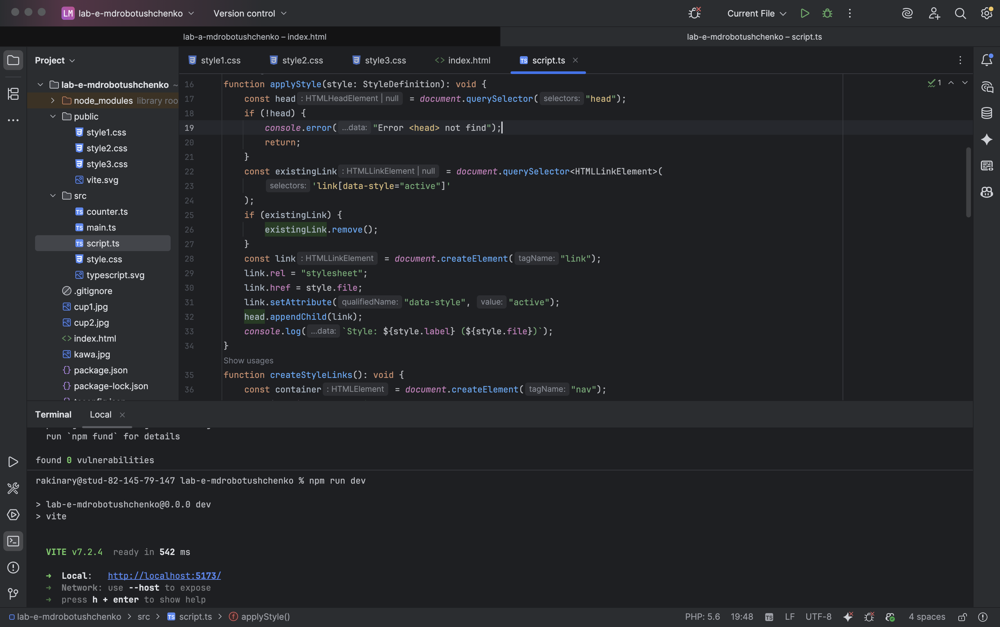 LM lab-e-mdrobotushchenko Version control Current File
lab-a-mdrobotushchenko – index.html lab-e-mdrobotushchenko – script.ts
Project
style1.css style2.css style3.css <> index.html TS script.ts
lab-e-mdrobotushchenko ~
node_modules library roo
public
style1.css
style2.css
style3.css
vite.svg
src
TS counter.ts
TS main.ts
TS script.ts
style.css
typescript.svg
.gitignore
cup1.jpg
cup2.jpg
<> index.html
kawa.jpg
{} package.json
{} package-lock.json
1
16 function applyStyle(style: StyleDefinition): void {
17 const head : HTMLHeadElement | null = document.querySelector( selectors: "head");
18 if (!head) {
19 console.error( ...data: "Error <head> not find");
20 return;
21 }
22 const existingLink : HTMLLinkElement | null = document.querySelector<HTMLLinkElement>(
23 selectors: 'link[data-style="active"]'
24 );
25 if (existingLink) {
26 existingLink.remove();
27 }
28 const link : HTMLLinkElement = document.createElement( tagName: "link");
29 link.rel = "stylesheet";
30 link.href = style.file;
31 link.setAttribute( qualifiedName: "data-style", value: "active");
32 head.appendChild(link);
33 console.log( ...data: `Style: ${style.label} (${style.file})`);
34 }
Show usages
35 function createStyleLinks(): void {
36 const container : HTMLElement = document.createElement( tagName: "nav");
Terminal Local
run `npm fund` for details
found 0 vulnerabilities
rakinary@stud-82-145-79-147 lab-e-mdrobotushchenko % npm run dev
> lab-e-mdrobotushchenko@0.0.0 dev
> vite
VITE v7.2.4 ready in 542 ms
➜ Local: http://localhost:5173/
➜ Network: use --host to expose
➜ press h + enter to show help
lab-e-mdrobotushchenko > src > TS script.ts > f applyStyle() PHP: 5.6 19:48 TS LF UTF-8 4 spaces